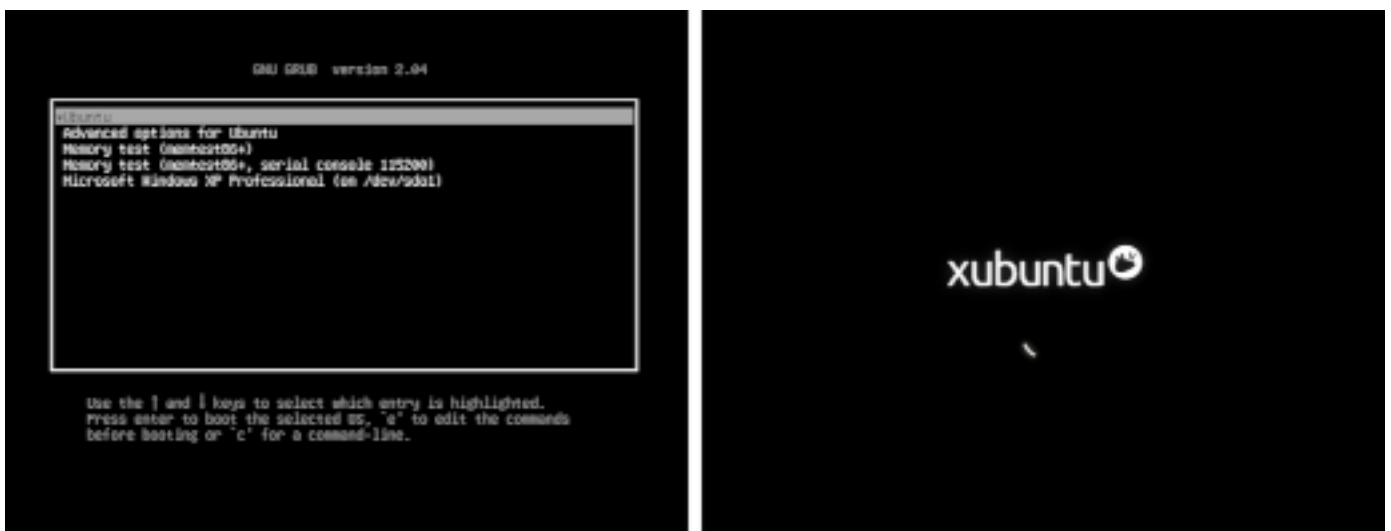 GNU GRUB version 2.04
*Ubuntu
Advanced options for Ubuntu
Memory test (memtest86+)
Memory test (memtest86+, serial console 115200)
Microsoft Windows XP Professional (on /dev/sda1)
Use the ↑ and ↓ keys to select which entry is highlighted.
Press enter to boot the selected OS, `e' to edit the commands
before booting or `c' for a command-line.
xubuntu